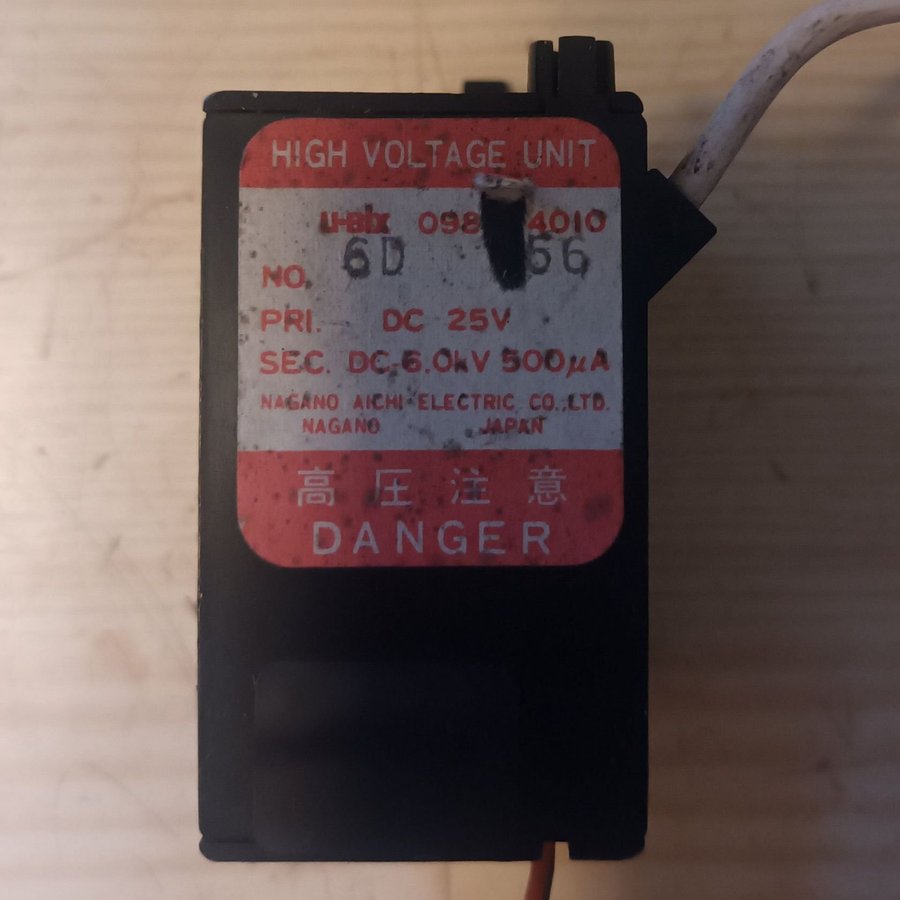 HIGH VOLTAGE UNIT
U-Bix 098 4010
NO. 6D 56
PRI. DC 25V
SEC. DC-6.0kV 500μA
NAGANO AICHI ELECTRIC CO.,LTD.
NAGANO JAPAN
高圧注意
DANGER